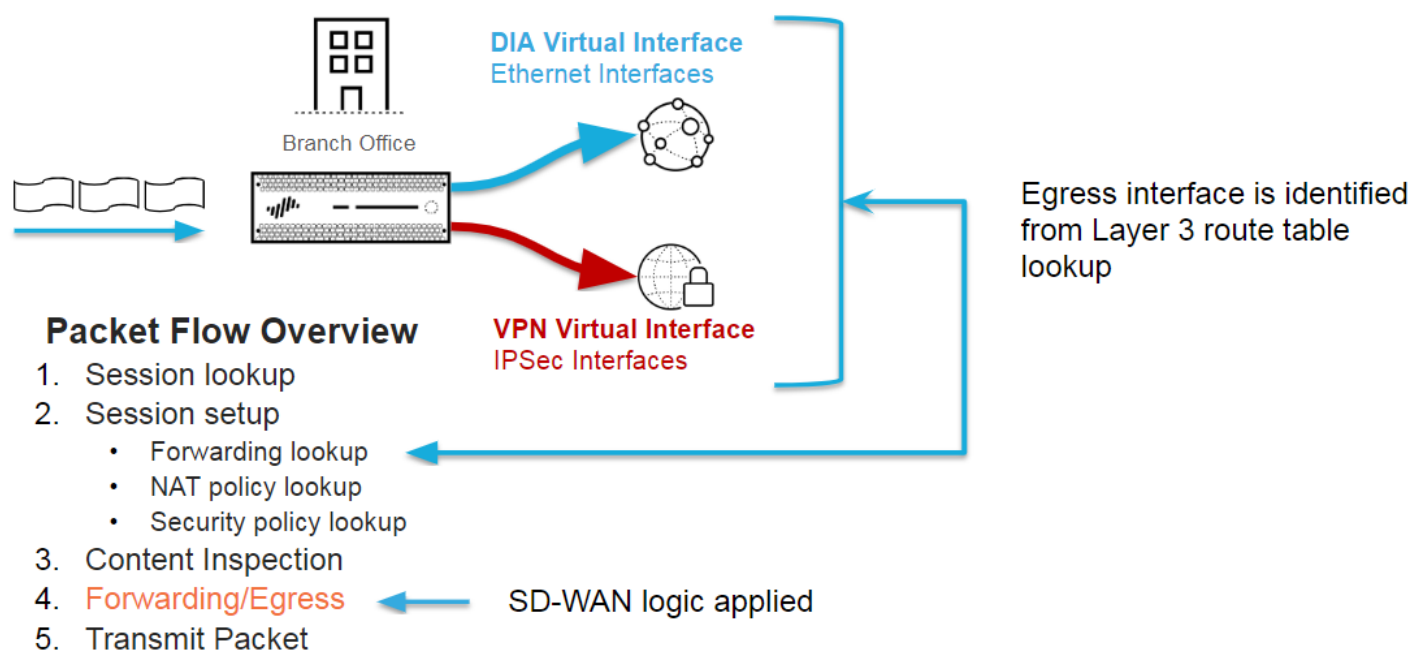 DIA Virtual Interface
Ethernet Interfaces
Branch Office
Egress interface is identified
from Layer 3 route table
lookup
VPN Virtual Interface
IPSec Interfaces
Packet Flow Overview
1. Session lookup
2. Session setup
• Forwarding lookup
• NAT policy lookup
• Security policy lookup
3. Content Inspection
4. Forwarding/Egress
SD-WAN logic applied
5. Transmit Packet